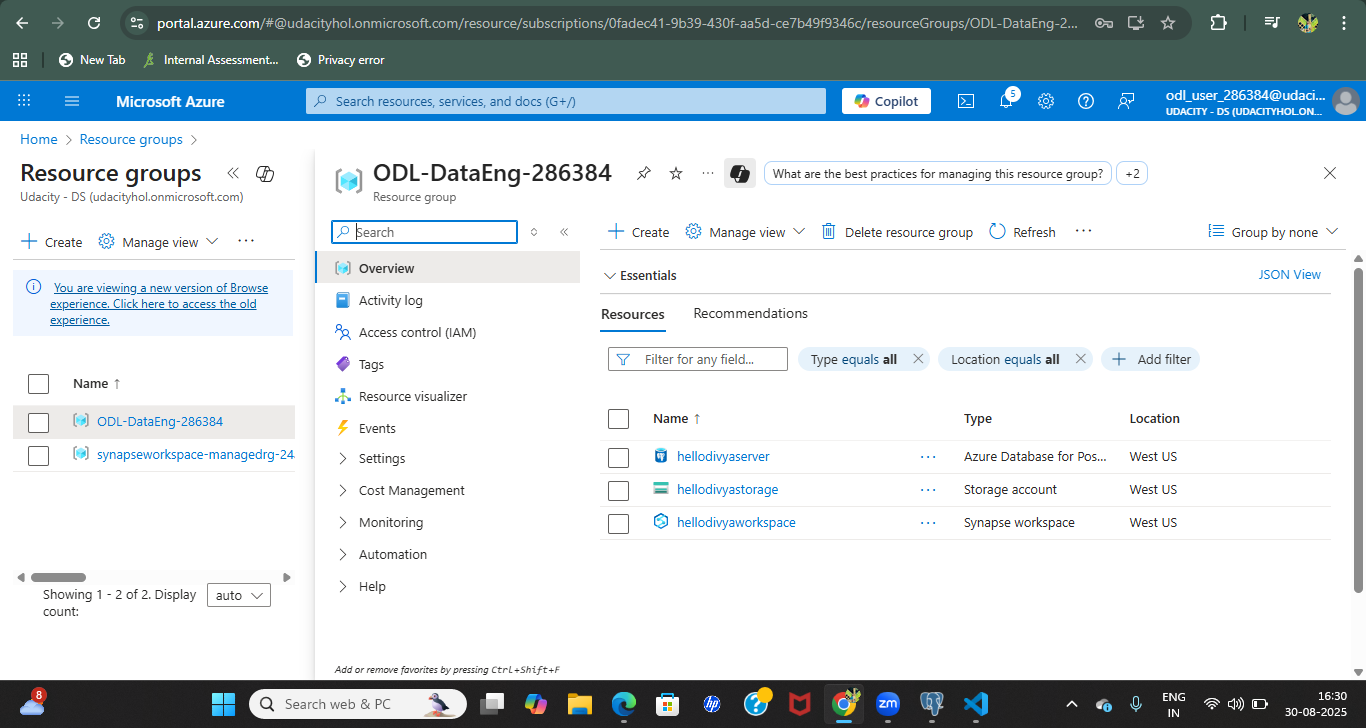 portal.azure.com/#@udacityhol.onmicrosoft.com/resource/subscriptions/0fadec41-9b39-430f-aa5d-ce7b49f9346c/resourceGroups/ODL-DataEng-2...
New Tab
Internal Assessment...
Privacy error
Microsoft Azure
Search resources, services, and docs (G+/)
Copilot
5
odl_user_286384@udaci...
UDACITY - DS (UDACITYHOL.ON...
Home > Resource groups >
Resource groups
Udacity - DS (udacityhol.onmicrosoft.com)
Create
Manage view
...
You are viewing a new version of Browse
experience. Click here to access the old
experience.
Name ↑
ODL-DataEng-286384
synapseworkspace-managedrg-24
Showing 1 - 2 of 2. Display
count:
auto
ODL-DataEng-286384
Resource group
...
What are the best practices for managing this resource group?
+2
Search
Overview
Activity log
Access control (IAM)
Tags
Resource visualizer
Events
Settings
Cost Management
Monitoring
Automation
Help
Add or remove favorites by pressing Ctrl+Shift+F
Create
Manage view
Delete resource group
Refresh
...
Group by none
Essentials
JSON View
Resources
Recommendations
Filter for any field...
Type equals all
Location equals all
Add filter
Name ↑ Type Location
hellodivyaserver ... Azure Database for Pos... West US
hellodivyastorage ... Storage account West US
hellodivyaworkspace ... Synapse workspace West US
8
Search web & PC
zm
ENG
IN
16:30
30-08-2025